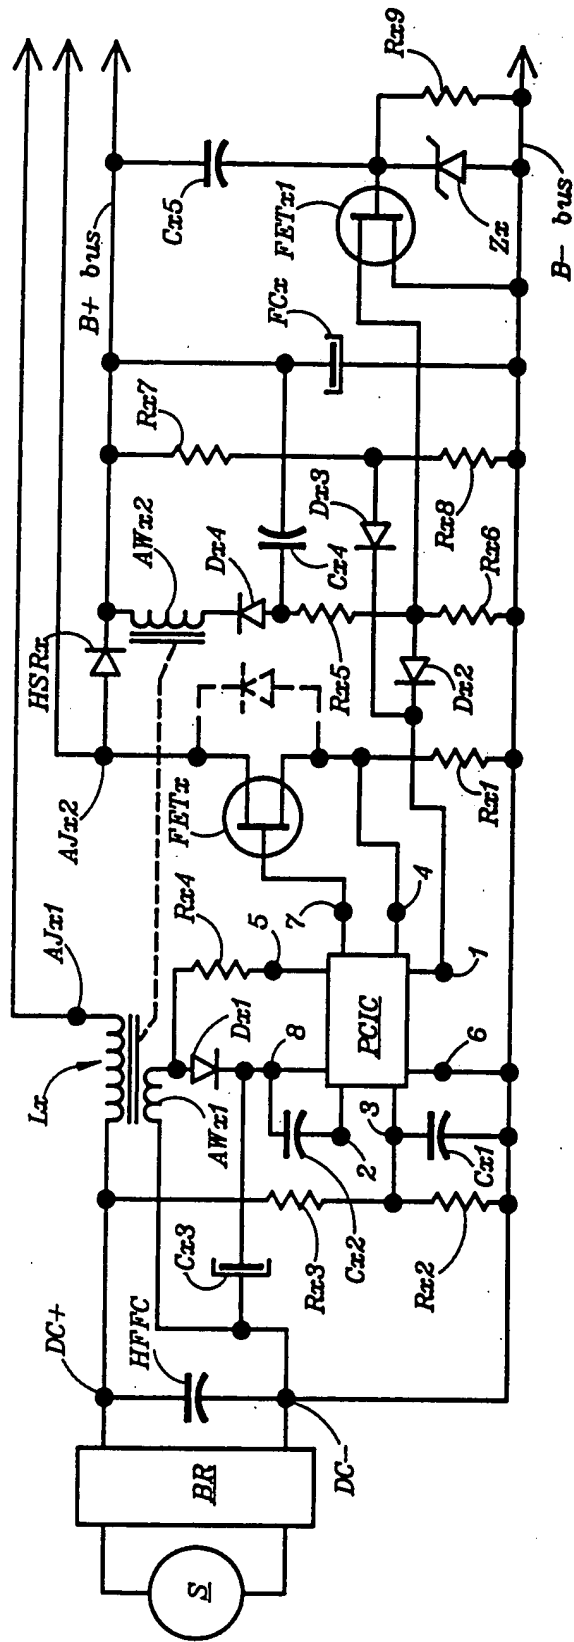 AJx1
AJx2
B+ bus
Rx9
Lx
HSRx
AWx2
Rx7
Cx5
FETx1
DC+
AWx1
Dx1
Rx4
FETx
Dx4
FCx
Zx
HFFC
Cx3
8
5
7
Rx5
Cx4
Dx3
S
BR
Rx3
Cx2
2
3
PCIC
4
Dx2
Rx6
Rx8
B- bus
DC-
Rx2
Cx1
6
1
Rx1